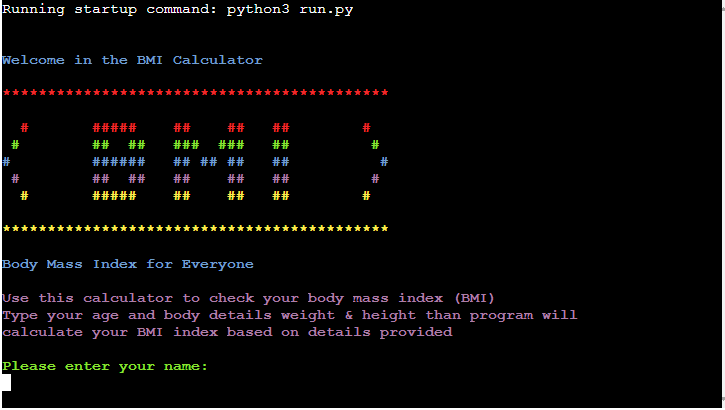 Running startup command: python3 run.py
Welcome in the BMI Calculator
*******************************************
  #       #####    ##    ##   ##        #
 #        ##  ##   ###  ###   ##         #
#         ######   ## ## ##   ##          #
 #        ##  ##   ##    ##   ##         #
  #       #####    ##    ##   ##        #
*******************************************
Body Mass Index for Everyone
Use this calculator to check your body mass index (BMI)
Type your age and body details weight & height than program will
calculate your BMI index based on details provided
Please enter your name: